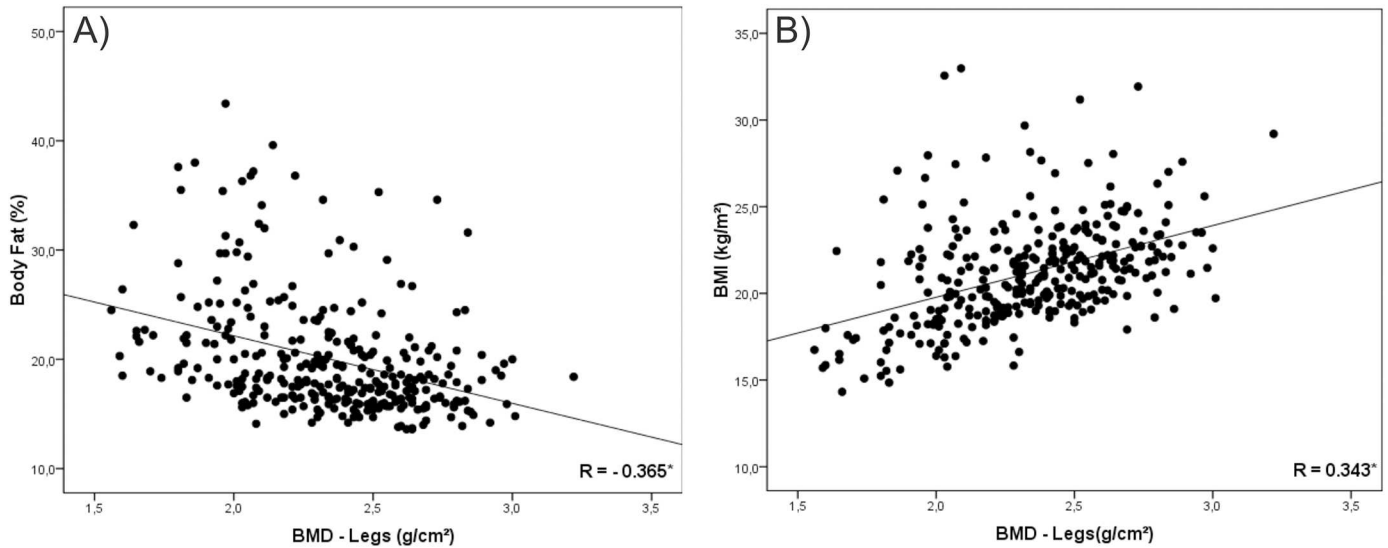 A)
50,0
40,0
30,0
20,0
10,0
Body Fat (%)
R = - 0.365*
1,5 2,0 2,5 3,0 3,5
BMD - Legs (g/cm²)
B)
35,0
30,0
25,0
20,0
15,0
10,0
BMI (kg/m²)
R = 0.343*
1,5 2,0 2,5 3,0 3,5
BMD - Legs(g/cm²)